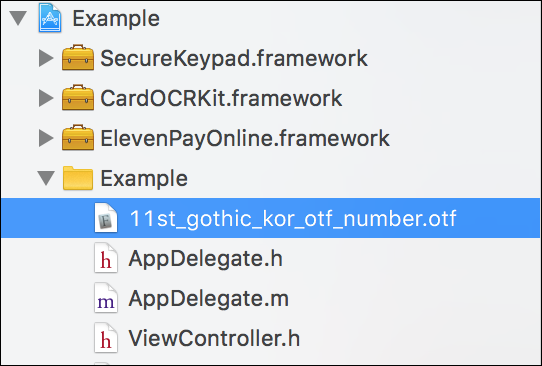 Example
SecureKeypad.framework
CardOCRKit.framework
ElevenPayOnline.framework
Example
11st_gothic_kor_otf_number.otf
h AppDelegate.h
m AppDelegate.m
h ViewController.h